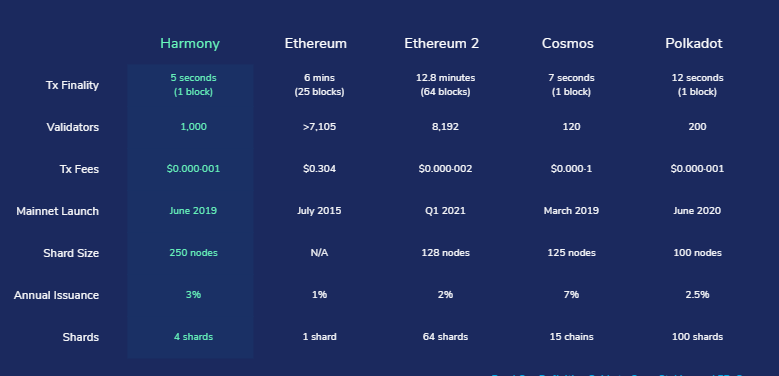 Harmony Ethereum Ethereum 2 Cosmos Polkadot
Tx Finality 5 seconds 6 mins 12.8 minutes 7 seconds 12 seconds
(1 block) (25 blocks) (64 blocks) (1 block) (1 block)
Validators 1,000 >7,105 8,192 120 200
Tx Fees $0.000·001 $0.304 $0.000·002 $0.000·1 $0.000·001
Mainnet Launch June 2019 July 2015 Q1 2021 March 2019 June 2020
Shard Size 250 nodes N/A 128 nodes 125 nodes 100 nodes
Annual Issuance 3% 1% 2% 7% 2.5%
Shards 4 shards 1 shard 64 shards 15 chains 100 shards